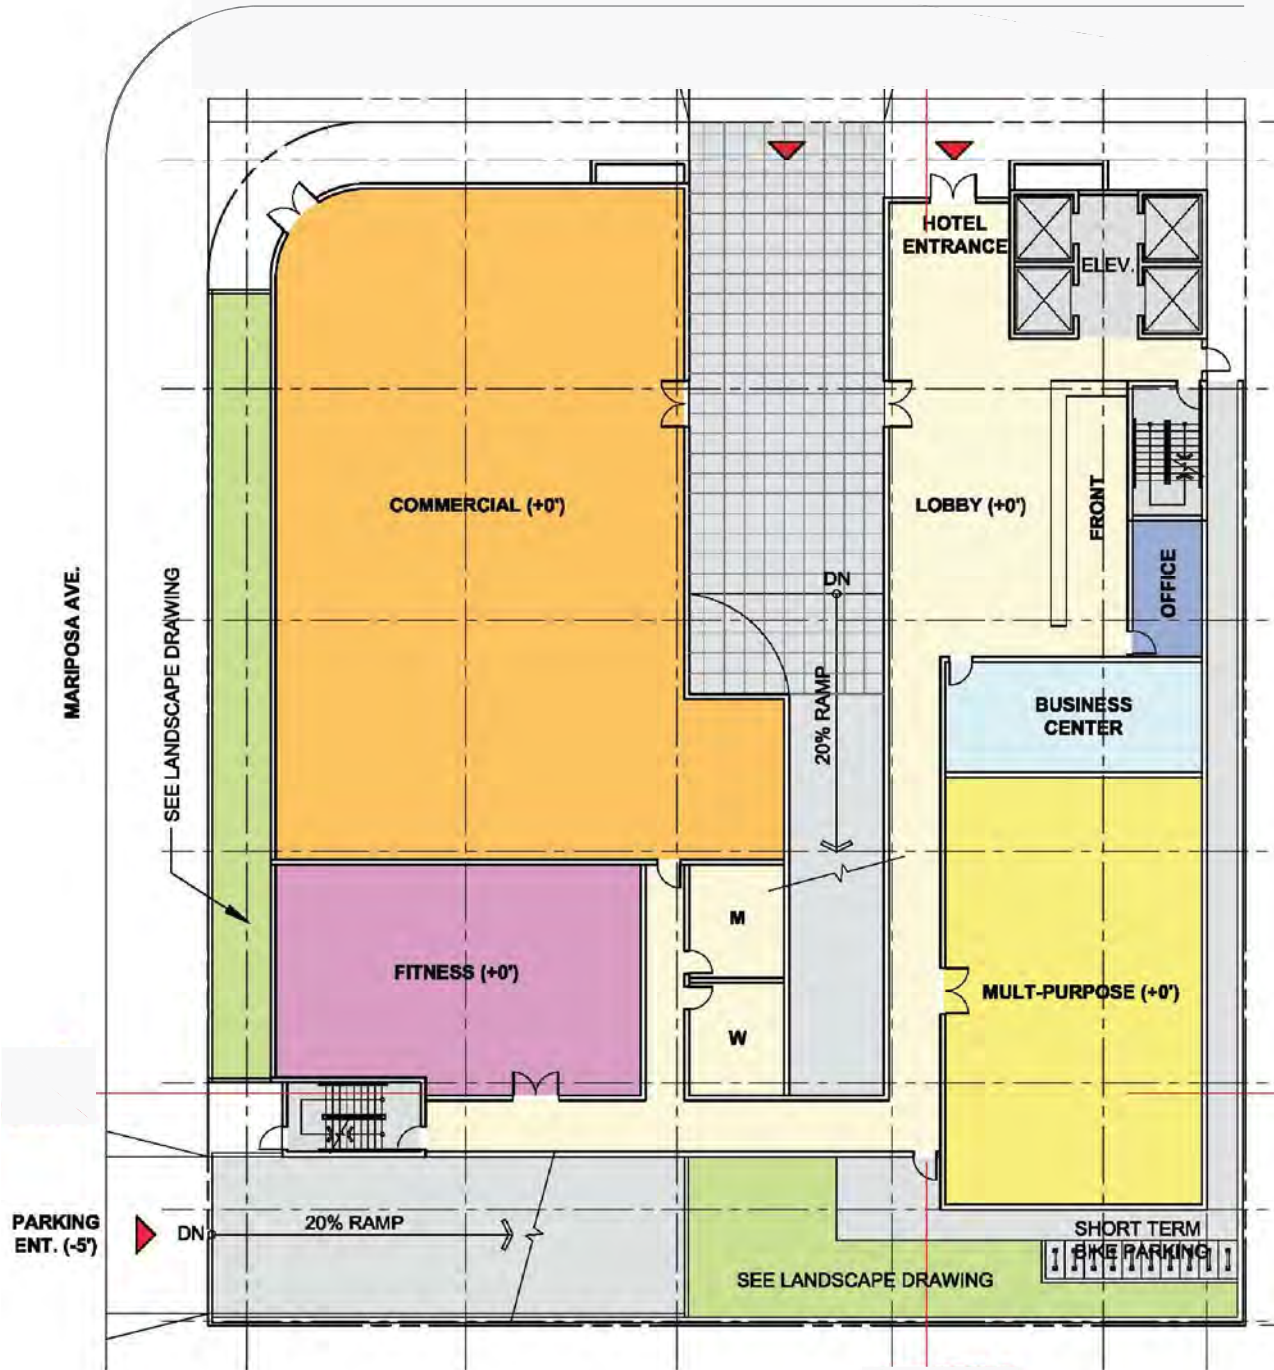 HOTEL
ENTRANCE
ELEV.
COMMERCIAL (+0')
LOBBY (+0')
FRONT
OFFICE
DN
20% RAMP
MARIPOSA AVE.
SEE LANDSCAPE DRAWING
BUSINESS
CENTER
M
FITNESS (+0')
W
MULT-PURPOSE (+0')
PARKING
ENT. (-5')
DN
20% RAMP
SHORT TERM
BIKE PARKING
SEE LANDSCAPE DRAWING